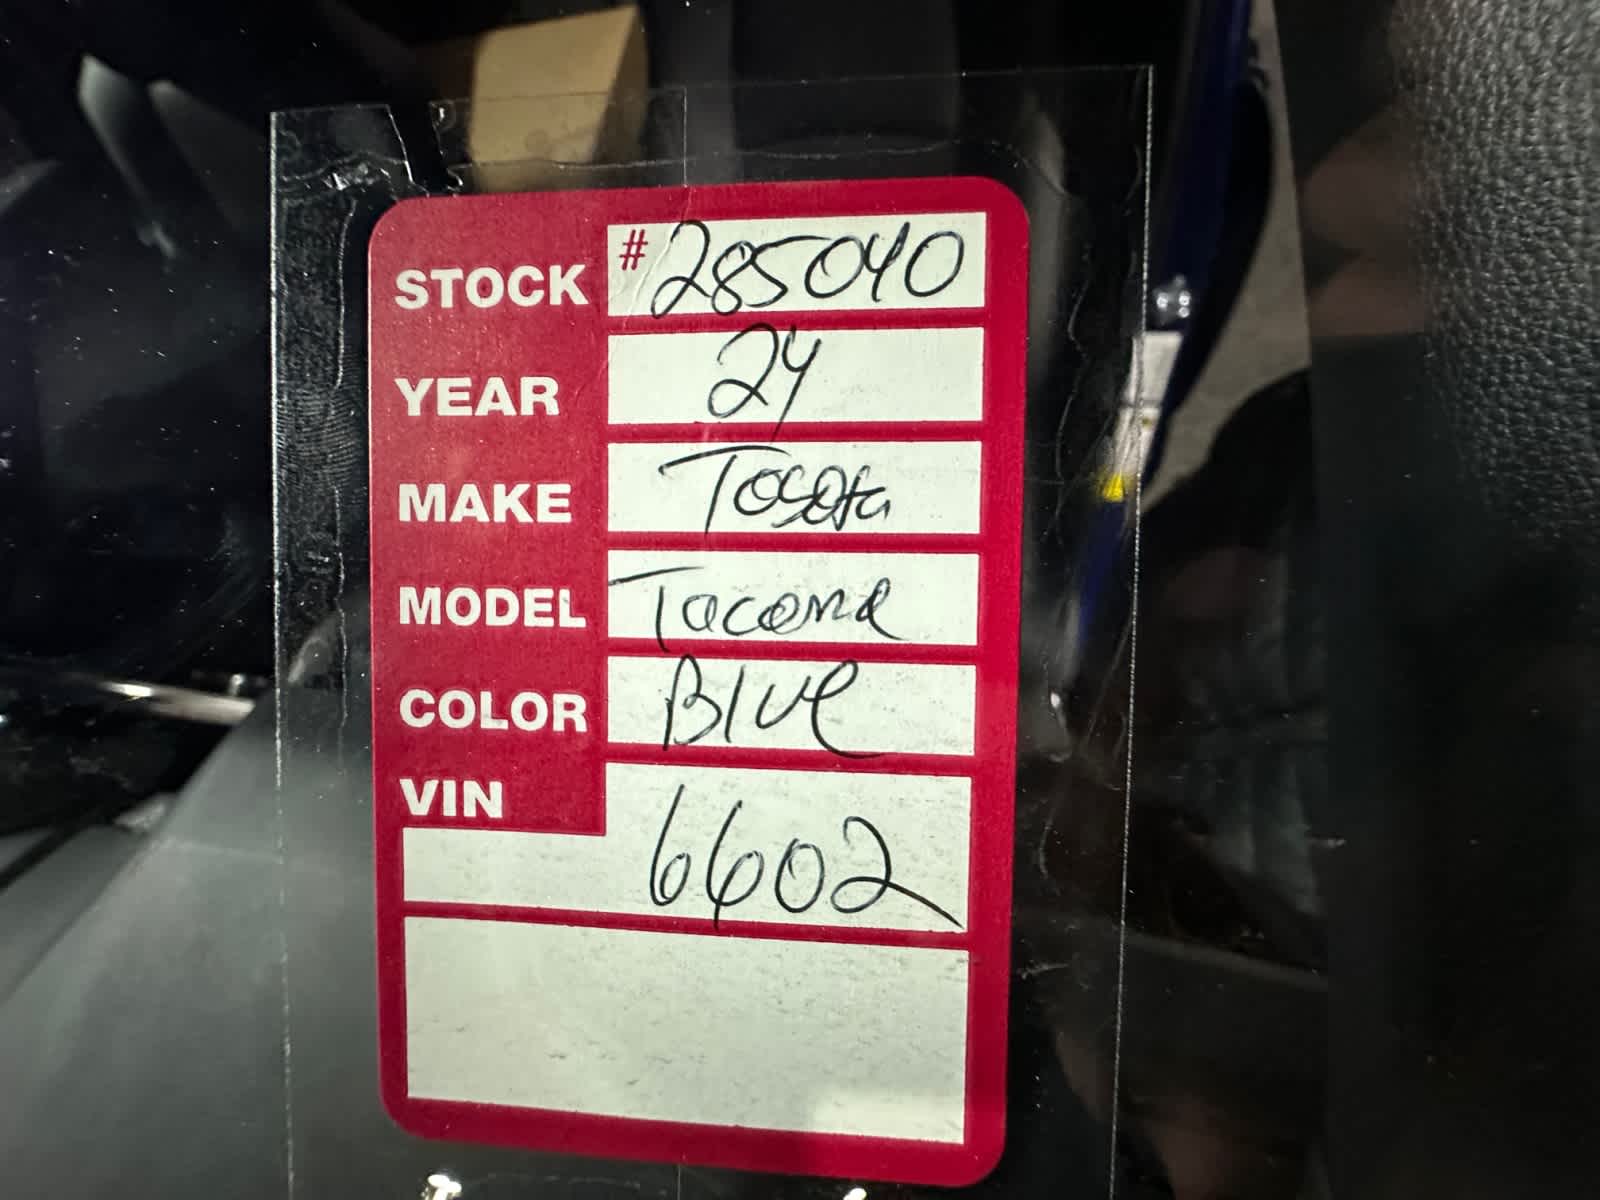 STOCK #285040
YEAR 24
MAKE Toyota
MODEL Tacoma
COLOR Blue
VIN 6602